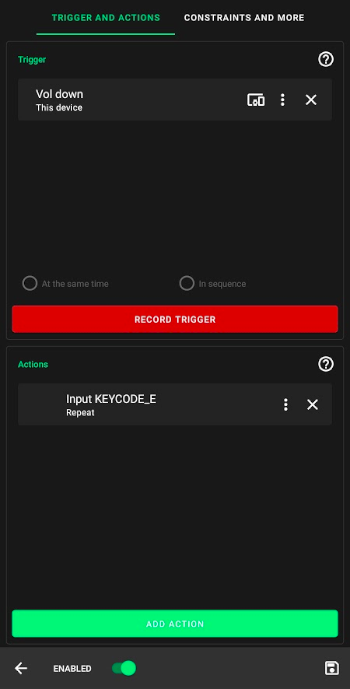 TRIGGER AND ACTIONS
CONSTRAINTS AND MORE
Trigger
Vol down
This device
At the same time
In sequence
RECORD TRIGGER
Actions
Input KEYCODE_E
Repeat
ADD ACTION
ENABLED